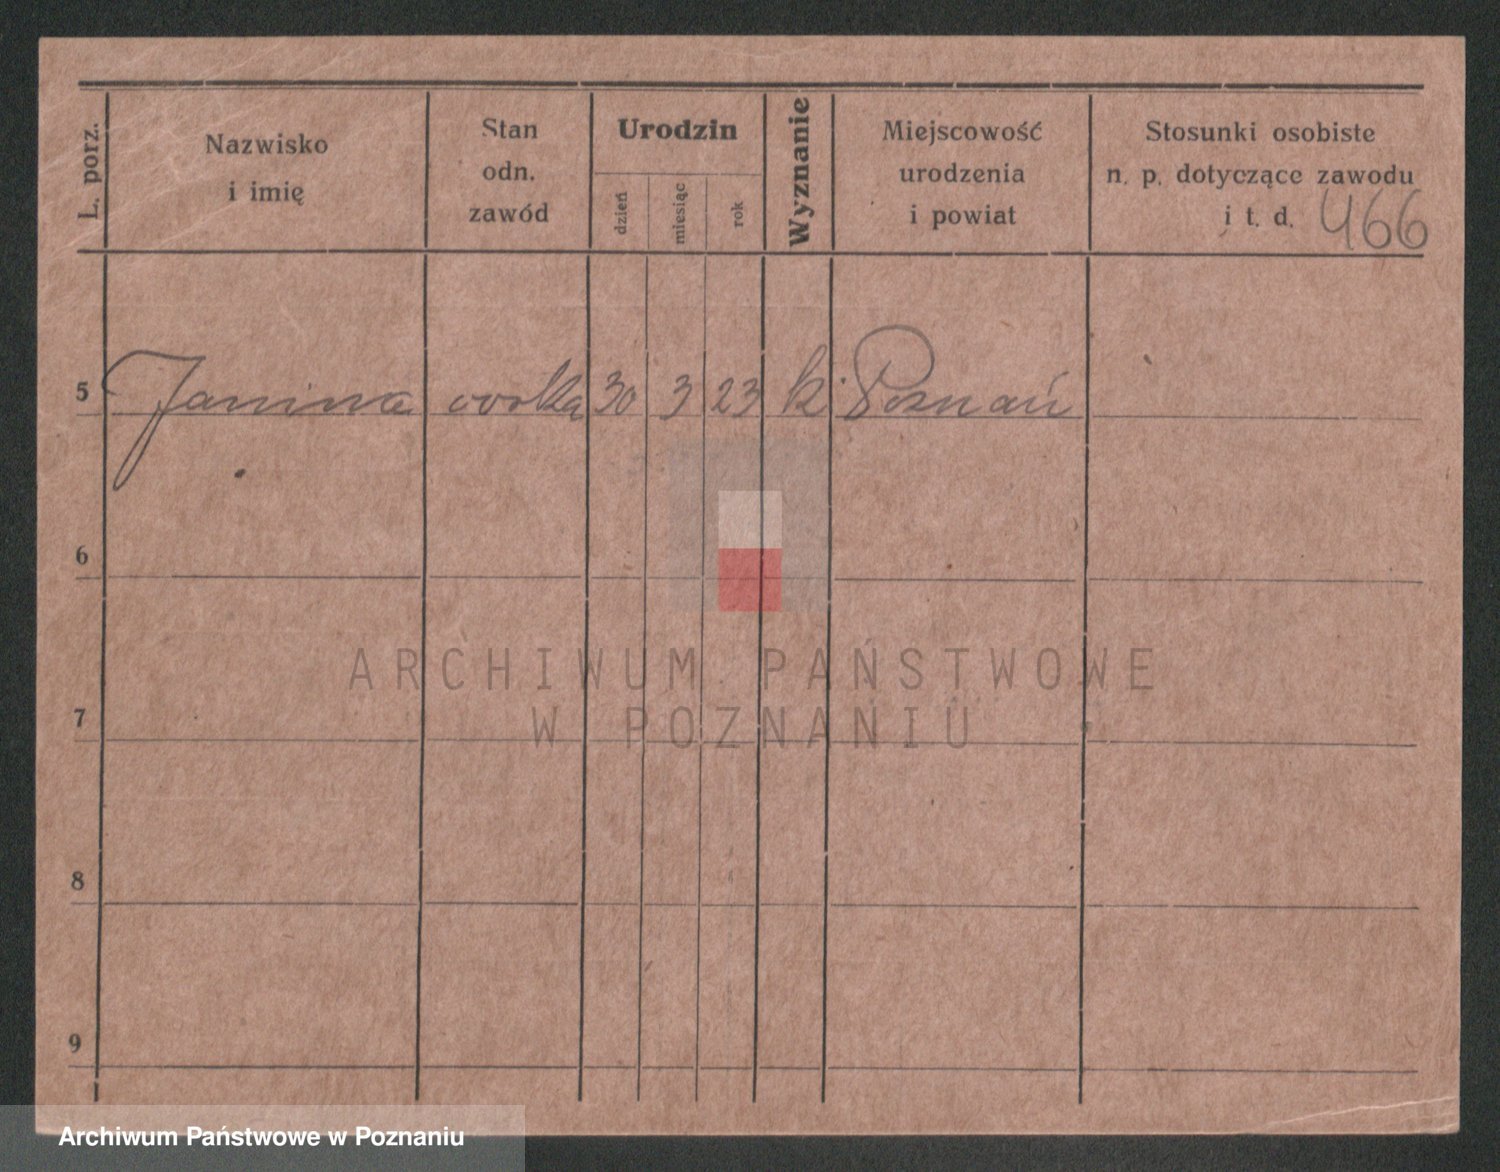 L. porz.
Nazwisko
i imię
Stan
odn.
zawód
Urodzin
dzień
miesiąc
rok
Wyznanie
Miejscowość
urodzenia
i powiat
Stosunki osobiste
n. p. dotyczące zawodu
i t. d.
466
5 Janina córka 30 3 23 k. Poznań
6
7
8
9
ARCHIWUM PAŃSTWOWE
W POZNANIU
Archiwum Państwowe w Poznaniu